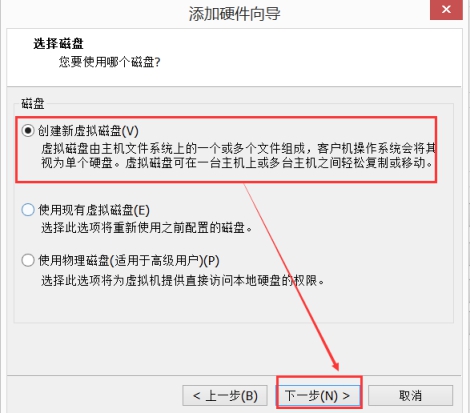 添加硬件向导
选择磁盘
您要使用哪个磁盘?
磁盘
创建新虚拟磁盘(V)
虚拟磁盘由主机文件系统上的一个或多个文件组成，客户机操作系统会将其
视为单个硬盘。虚拟磁盘可在一台主机上或多台主机之间轻松复制或移动。
使用现有虚拟磁盘(E)
选择此选项将重新使用之前配置的磁盘。
使用物理磁盘(适用于高级用户)(P)
选择此选项将为虚拟机提供直接访问本地硬盘的权限。
< 上一步(B) 下一步(N) > 取消